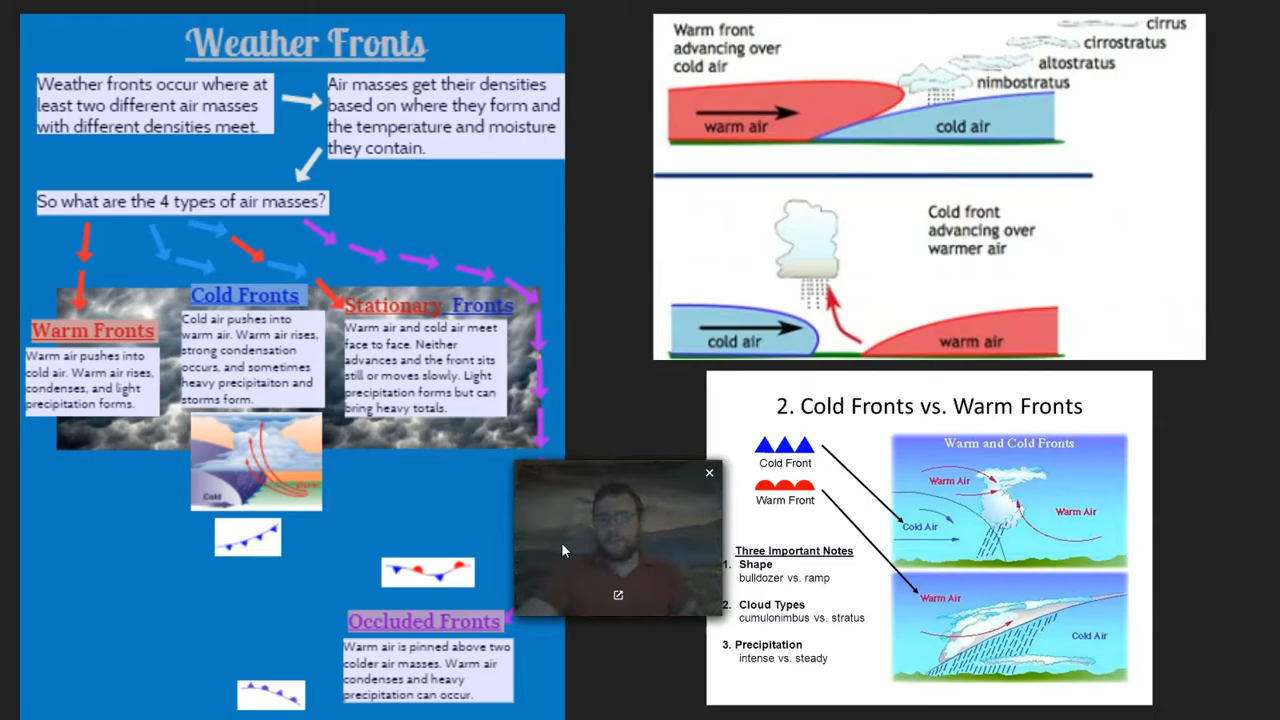 Weather Fronts
Weather fronts occur where at
least two different air masses
with different densities meet.
Air masses get their densities
based on where they form and
the temperature and moisture
they contain.
So what are the 4 types of air masses?
Warm Fronts
Warm air pushes into
cold air. Warm air rises,
condenses, and light
precipitation forms.
Cold Fronts
Cold air pushes into
warm air. Warm air rises,
strong condensation
occurs, and sometimes
heavy precipitaiton and
storms form.
Cold
Stationary Fronts
Warm air and cold air meet
face to face. Neither
advances and the front sits
still or moves slowly. Light
precipitation forms but can
bring heavy totals.
Occluded Fronts
Warm air is pinned above two
colder air masses. Warm air
condenses and heavy
precipitation can occur.
Warm front
advancing over
cold air
cirrus
cirrostratus
altostratus
nimbostratus
warm air
cold air
Cold front
advancing over
warmer air
cold air
warm air
2. Cold Fronts vs. Warm Fronts
Cold Front
Warm Front
Three Important Notes
1. Shape
bulldozer vs. ramp
2. Cloud Types
cumulonimbus vs. stratus
3. Precipitation
intense vs. steady
Warm and Cold Fronts
Warm Air
Warm Air
Cold Air
Warm Air
Cold Air